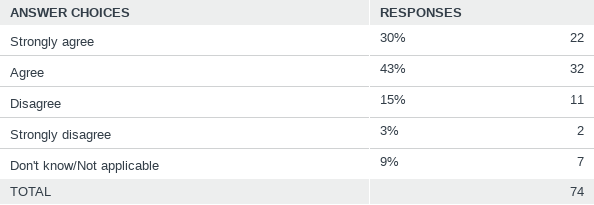 ANSWER CHOICES RESPONSES
Strongly agree 30% 22
Agree 43% 32
Disagree 15% 11
Strongly disagree 3% 2
Don't know/Not applicable 9% 7
TOTAL 74